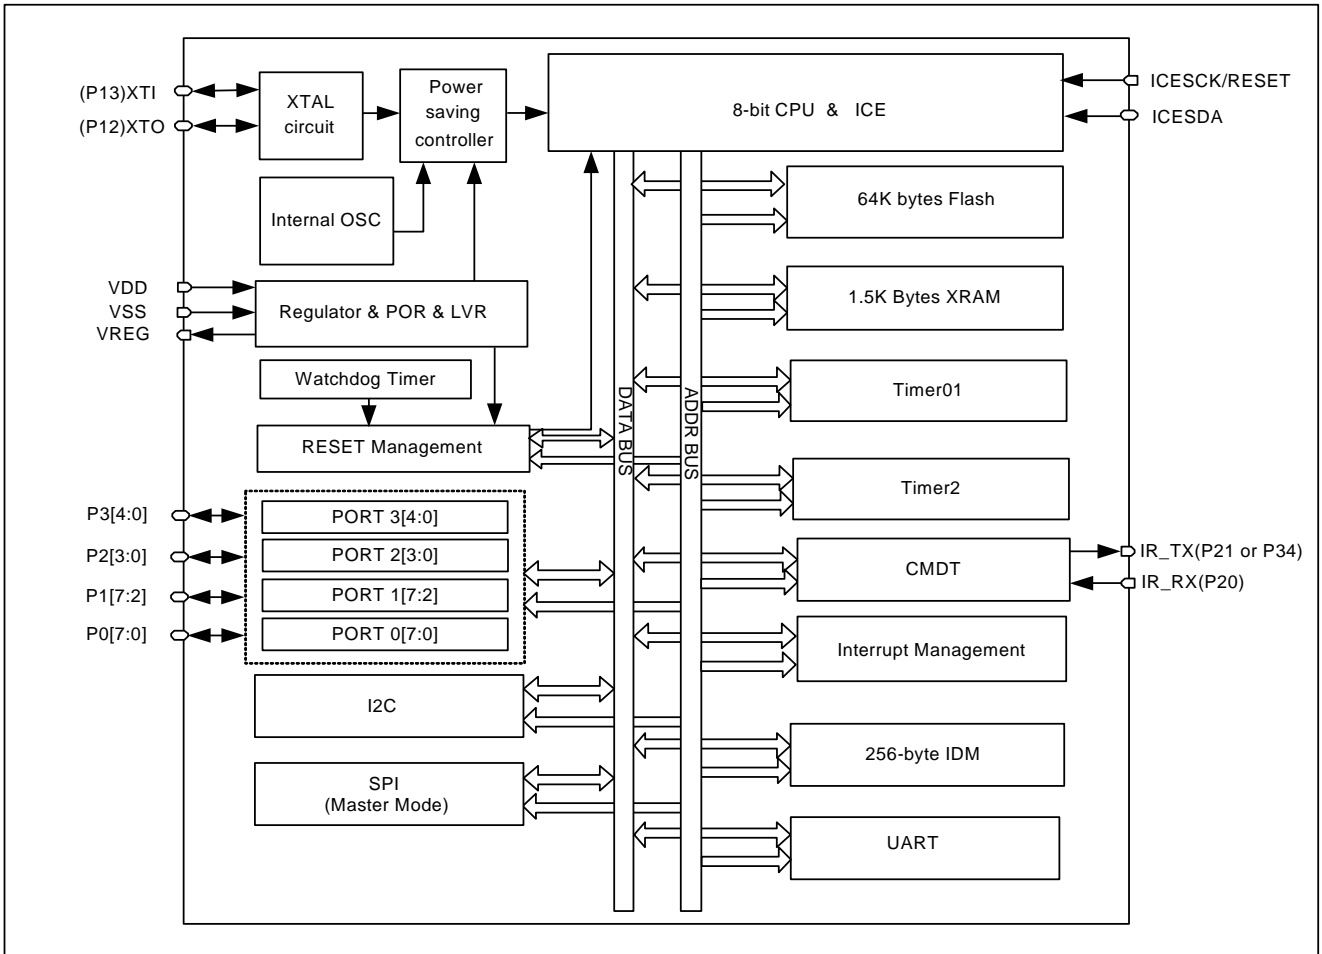 (P13)XTI
(P12)XTO
XTAL
circuit
Power
saving
controller
8-bit CPU & ICE
ICESCK/RESET
ICESDA
Internal OSC
64K bytes Flash
VDD
VSS
VREG
Regulator & POR & LVR
1.5K Bytes XRAM
Watchdog Timer
RESET Management
DATA BUS
ADDR BUS
Timer01
Timer2
P3[4:0]
P2[3:0]
P1[7:2]
P0[7:0]
PORT 3[4:0]
PORT 2[3:0]
PORT 1[7:2]
PORT 0[7:0]
CMDT
IR_TX(P21 or P34)
IR_RX(P20)
Interrupt Management
I2C
256-byte IDM
SPI
(Master Mode)
UART